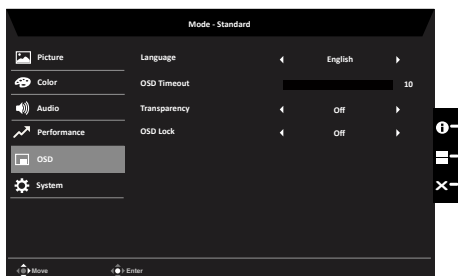 Mode - Standard
Picture
Language
English
Color
OSD Timeout
10
Audio
Transparency
Off
Performance
OSD Lock
Off
OSD
System
Move
Enter